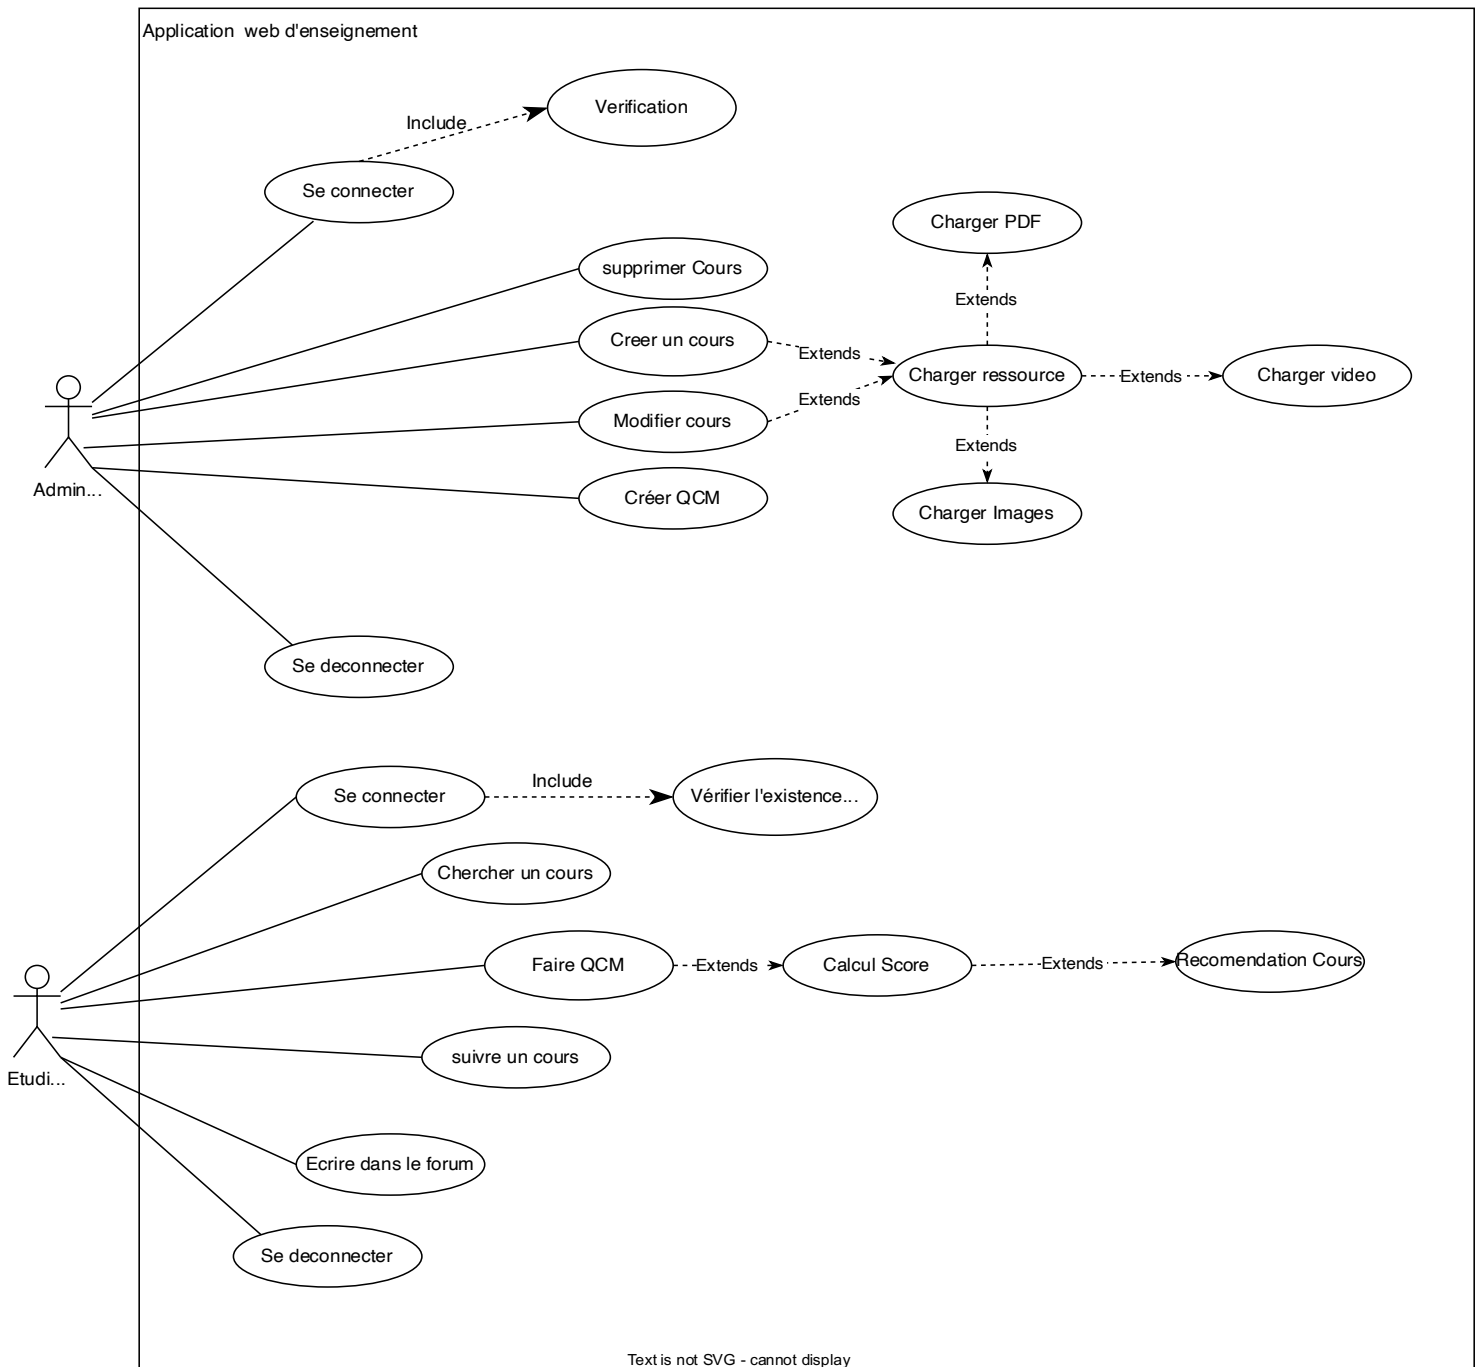 Application  web d'enseignement
Verification
Include
Se connecter
Charger PDF
supprimer Cours
Extends
Creer un cours
Extends
Charger ressource
Extends
Charger video
Extends
Modifier cours
Extends
Admin...
Créer QCM
Charger Images
Se deconnecter
Se connecter
Include
Vérifier l'existence...
Chercher un cours
Faire QCM
Extends
Calcul Score
Extends
Recomendation Cours
suivre un cours
Etudi...
Ecrire dans le forum
Se deconnecter
Text is not SVG - cannot display